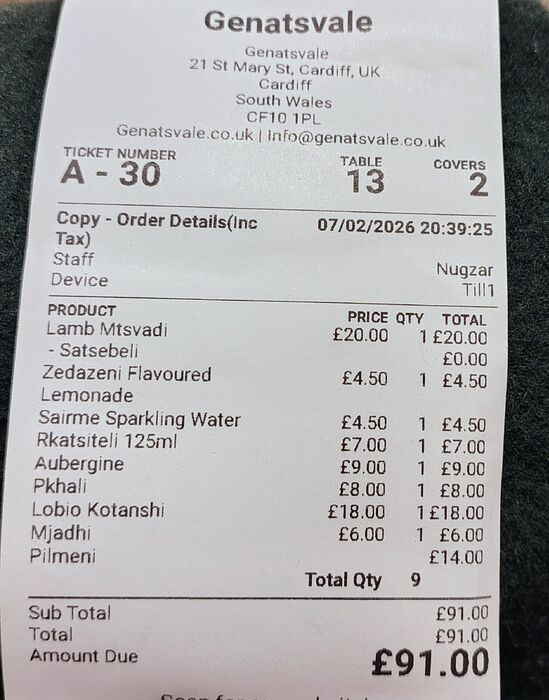 Genatsvale
Genatsvale
21 St Mary St, Cardiff, UK
Cardiff
South Wales
CF10 1PL
Genatsvale.co.uk | Info@genatsvale.co.uk
TICKET NUMBER TABLE COVERS
A - 30 13 2
Copy - Order Details(Inc 07/02/2026 20:39:25
Tax)
Staff Nugzar
Device Till1
PRODUCT PRICE QTY TOTAL
Lamb Mtsvadi £20.00 1 £20.00
- Satsebeli £0.00
Zedazeni Flavoured £4.50 1 £4.50
Lemonade
Sairme Sparkling Water £4.50 1 £4.50
Rkatsiteli 125ml £7.00 1 £7.00
Aubergine £9.00 1 £9.00
Pkhali £8.00 1 £8.00
Lobio Kotanshi £18.00 1 £18.00
Mjadhi £6.00 1 £6.00
Pilmeni £14.00
Total Qty 9
Sub Total £91.00
Total £91.00
Amount Due £91.00